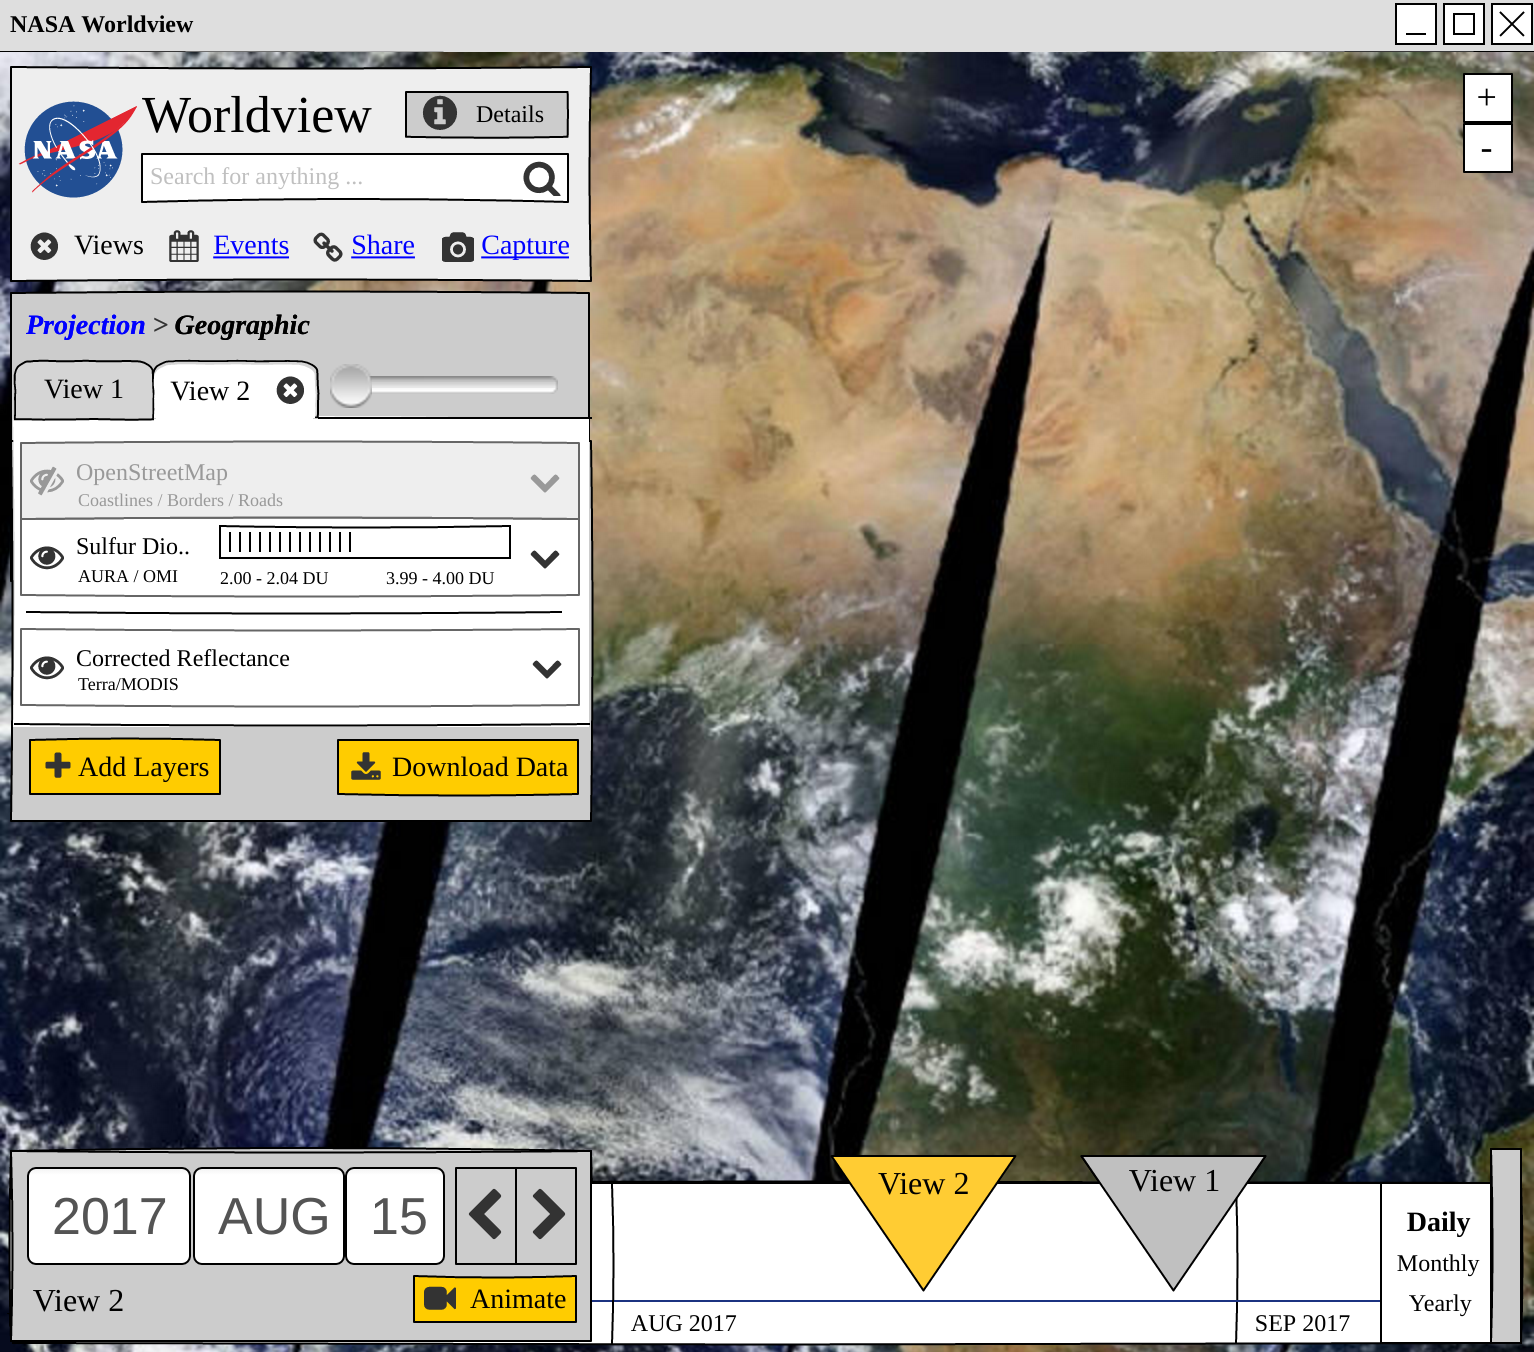 NASA Worldview
+
-
NASA
Worldview
Details
Search for anything ...
Views Events Share Capture
Projection > Geographic
View 1 View 2
OpenStreetMap
Coastlines / Borders / Roads
Sulfur Dio..
AURA / OMI 2.00 - 2.04 DU 3.99 - 4.00 DU
Corrected Reflectance
Terra/MODIS
Add Layers Download Data
2017 AUG 15
View 2 Animate
View 2 View 1
AUG 2017 SEP 2017
Daily
Monthly
Yearly